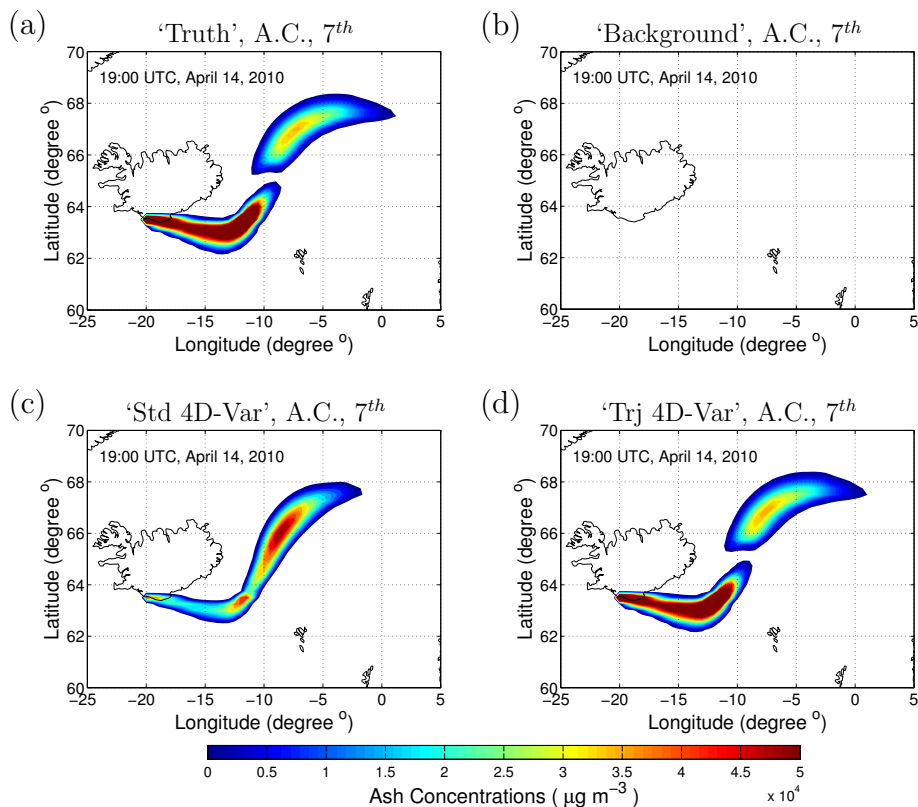 (a) ‘Truth’, A.C., 7th
(b) ‘Background’, A.C., 7th
70
68
66
64
62
60
Latitude (degree o)
19:00 UTC, April 14, 2010
−25 −20 −15 −10 −5 0 5
Longitude (degree o)
70
68
66
64
62
60
Latitude (degree o)
19:00 UTC, April 14, 2010
−25 −20 −15 −10 −5 0 5
Longitude (degree o)
(c) ‘Std 4D-Var’, A.C., 7th
(d) ‘Trj 4D-Var’, A.C., 7th
70
68
66
64
62
60
Latitude (degree o)
19:00 UTC, April 14, 2010
−25 −20 −15 −10 −5 0 5
Longitude (degree o)
70
68
66
64
62
60
Latitude (degree o)
19:00 UTC, April 14, 2010
−25 −20 −15 −10 −5 0 5
Longitude (degree o)
0 0.5 1 1.5 2 2.5 3 3.5 4 4.5 5
Ash Concentrations ( μg m−3 )
x 104